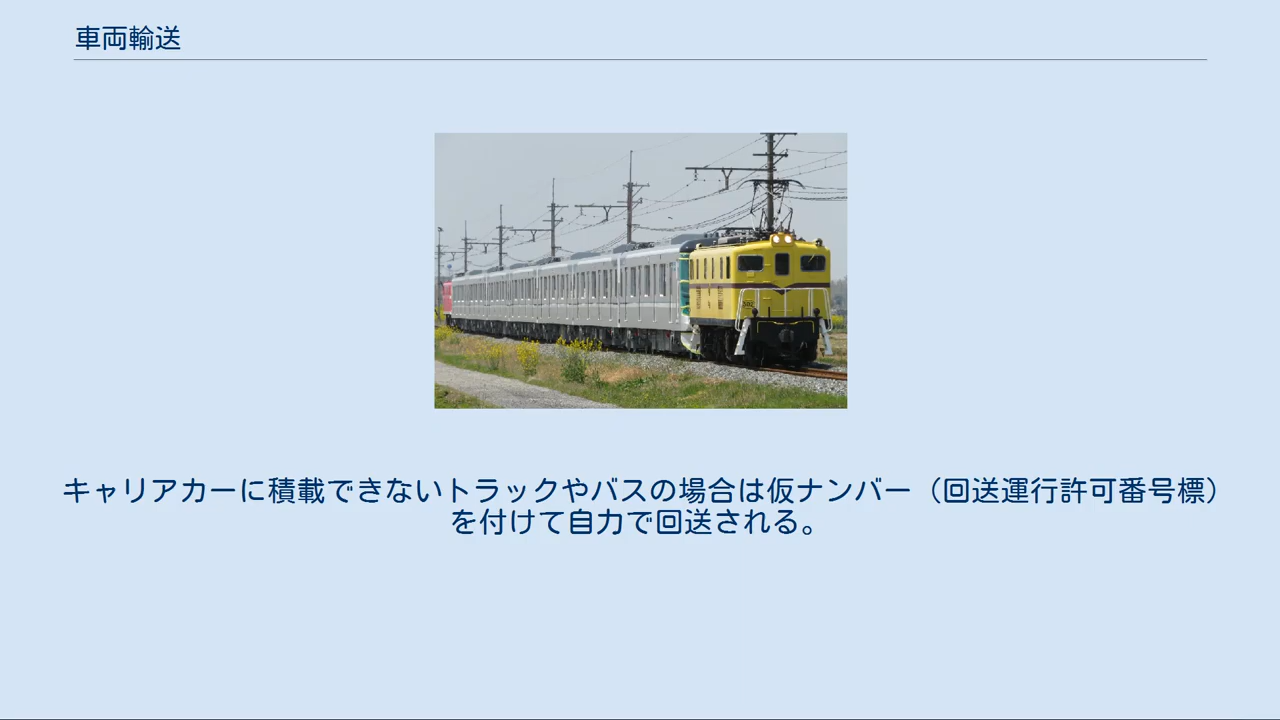 車両輸送
キャリアカーに積載できないトラックやバスの場合は仮ナンバー（回送運行許可番号標）
を付けて自力で回送される。